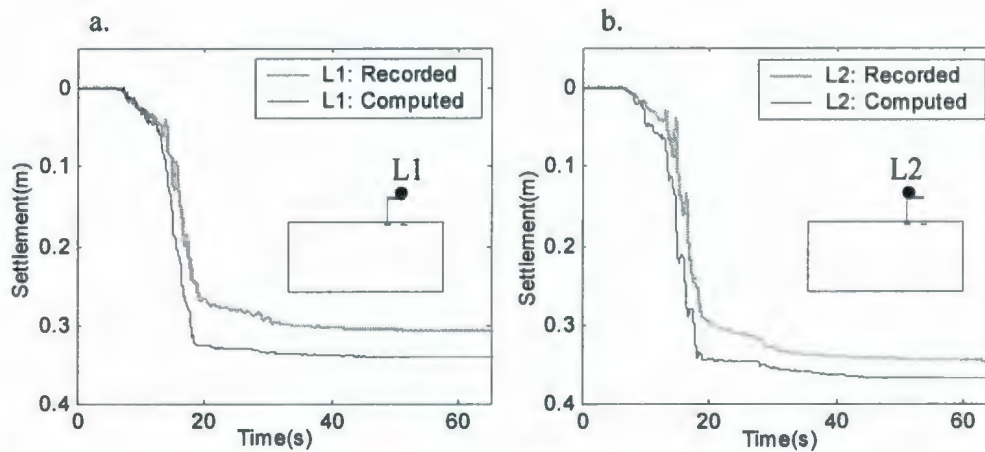 a.
L1: Recorded
L1: Computed
L1
0
0.1
0.2
0.3
0.4
Settlement(m)
0
20
40
60
Time(s)
b.
L2: Recorded
L2: Computed
L2
0
0.1
0.2
0.3
0.4
Settlement(m)
0
20
40
60
Time(s)